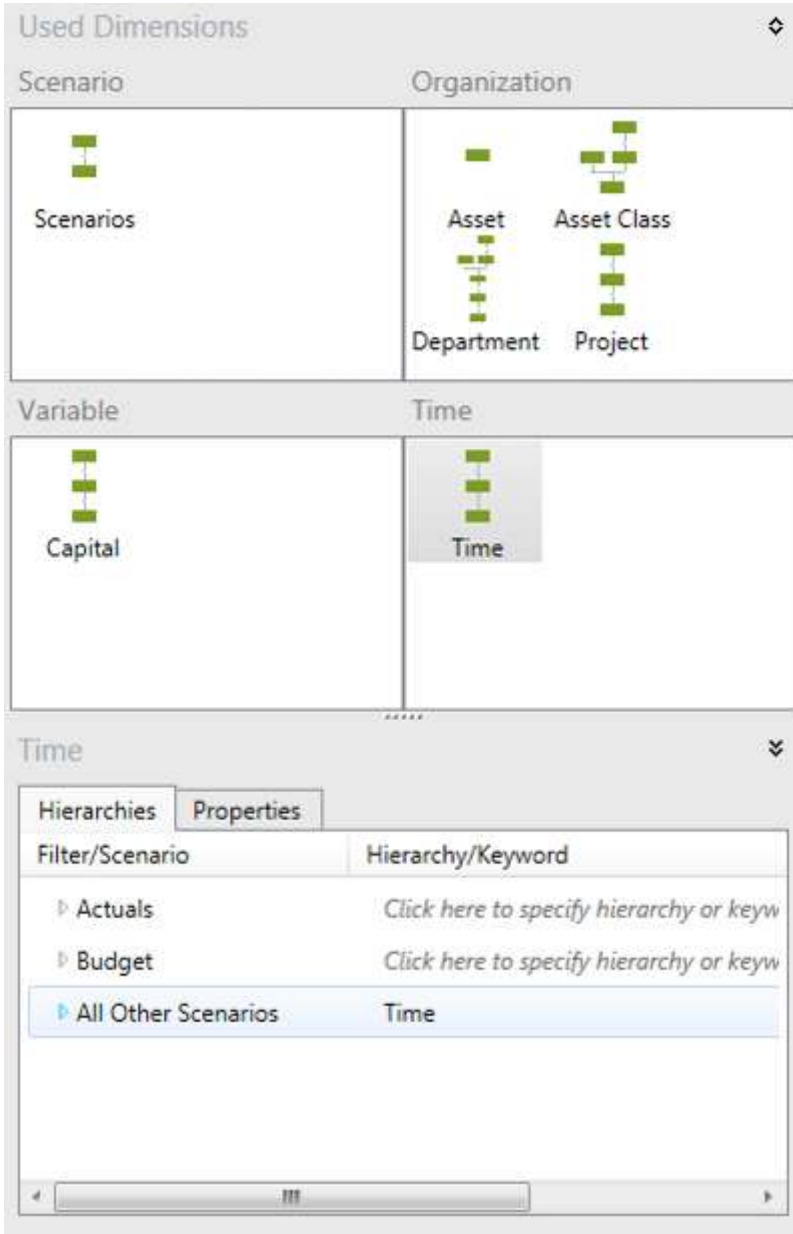 Used Dimensions
Scenario Organization
Scenarios
Asset Asset Class
Department Project
Variable Time
Capital
Time
Time
Hierarchies Properties
Filter/Scenario Hierarchy/Keyword
Actuals Click here to specify hierarchy or keyw
Budget Click here to specify hierarchy or keyw
All Other Scenarios Time